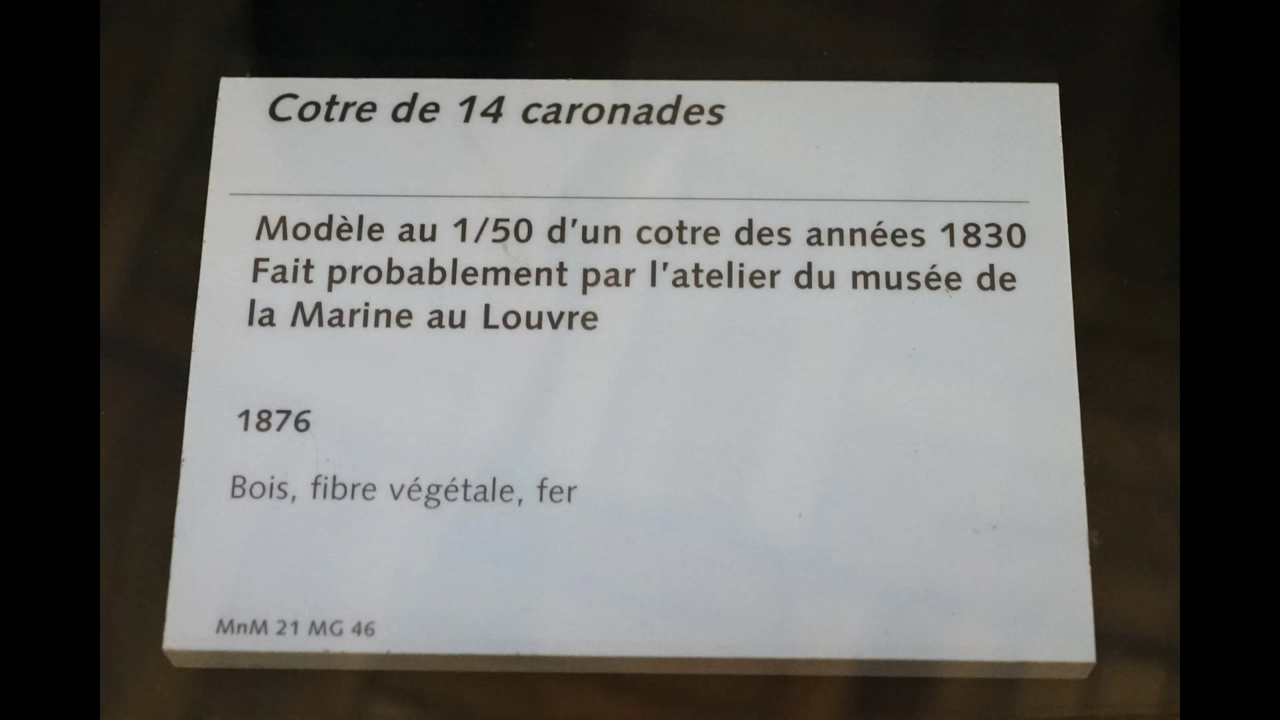 Cotre de 14 caronades
Modèle au 1/50 d'un cotre des années 1830
Fait probablement par l'atelier du musée de
la Marine au Louvre
1876
Bois, fibre végétale, fer
MnM 21 MG 46